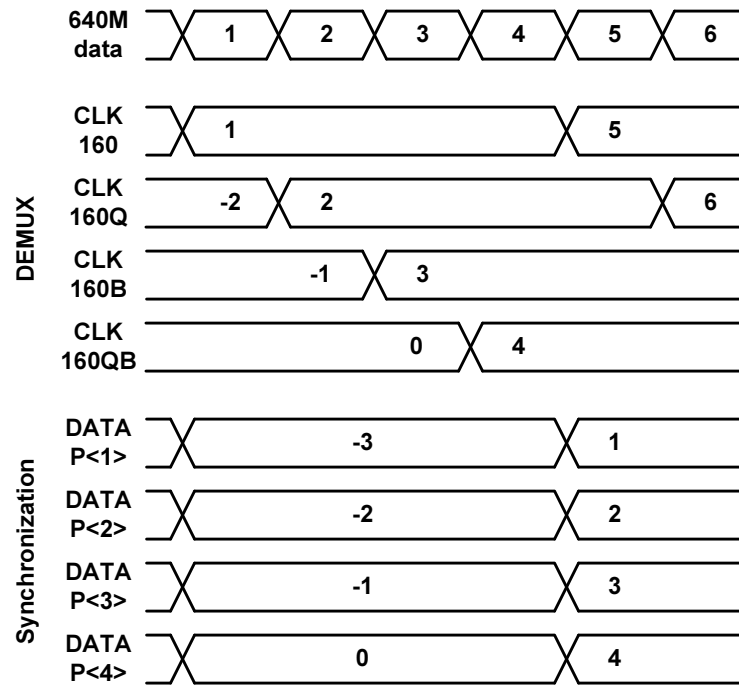 640M
data
1 2 3 4 5 6
CLK
160
1 5
CLK
160Q
-2 2 6
CLK
160B
-1 3
CLK
160QB
0 4
DEMUX
DATA
P<1>
-3 1
DATA
P<2>
-2 2
DATA
P<3>
-1 3
DATA
P<4>
0 4
Synchronization